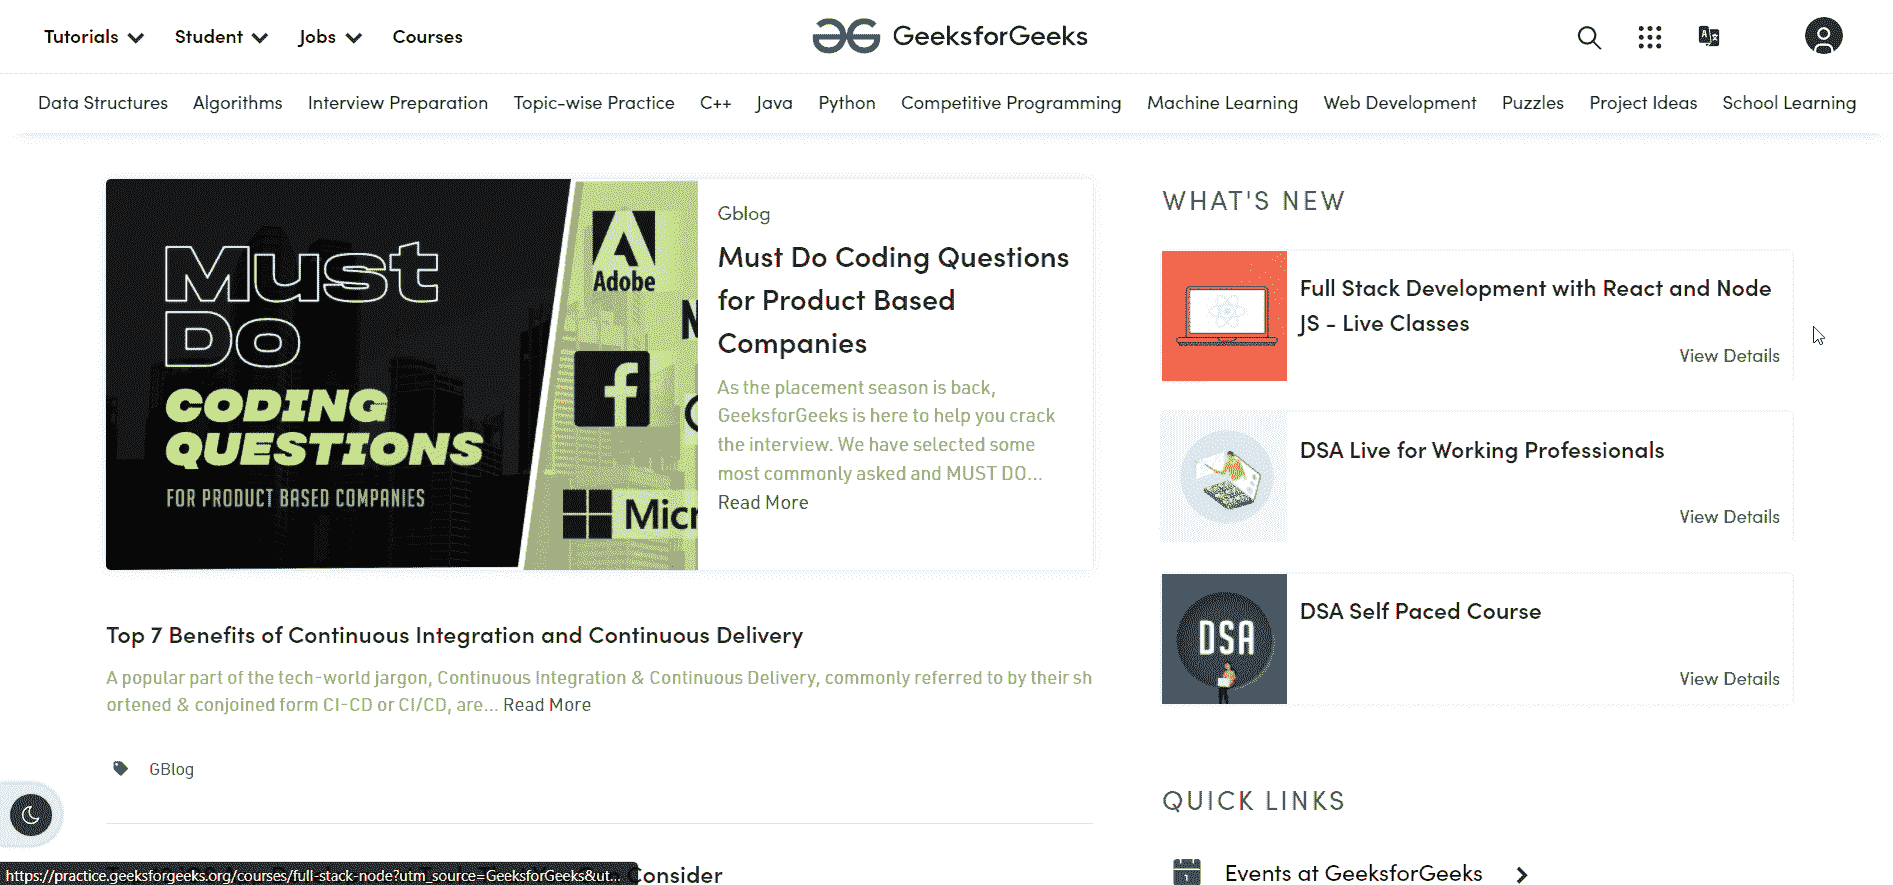 Tutorials
Student
Jobs
Courses
GeeksforGeeks
Data Structures
Algorithms
Interview Preparation
Topic-wise Practice
C++
Java
Python
Competitive Programming
Machine Learning
Web Development
Puzzles
Project Ideas
School Learning
Must
Do
CODING
QUESTIONS
FOR PRODUCT BASED COMPANIES
Adobe
Micr
Gblog
Must Do Coding Questions
for Product Based
Companies
As the placement season is back,
GeeksforGeeks is here to help you crack
the interview. We have selected some
most commonly asked and MUST DO...
Read More
Top 7 Benefits of Continuous Integration and Continuous Delivery
A popular part of the tech-world jargon, Continuous Integration & Continuous Delivery, commonly referred to by their sh
ortened & conjoined form CI-CD or CI/CD, are... Read More
GBlog
Consider
https://practice.geeksforgeeks.org/courses/full-stack-node?utm_source=GeeksforGeeks&ut...
WHAT'S NEW
Full Stack Development with React and Node
JS - Live Classes
View Details
DSA Live for Working Professionals
View Details
DSA
DSA Self Paced Course
View Details
QUICK LINKS
1
Events at GeeksforGeeks